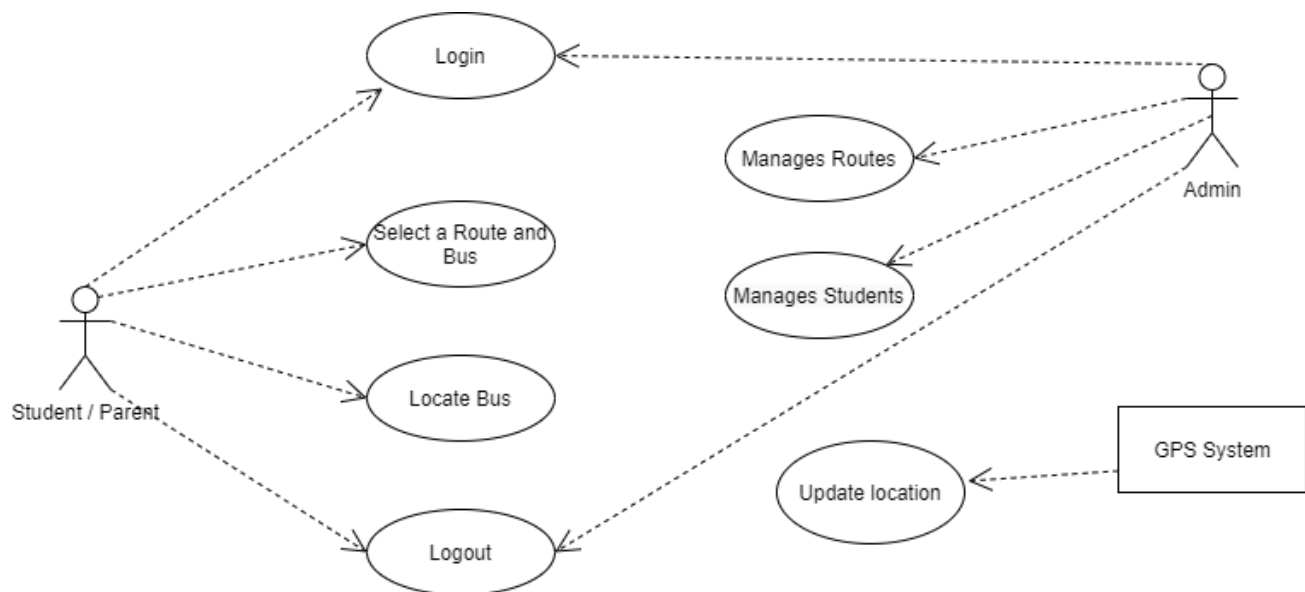 Login
Manages Routes
Admin
Select a Route and
Bus
Manages Students
Locate Bus
Student / Parent
GPS System
Update location
Logout